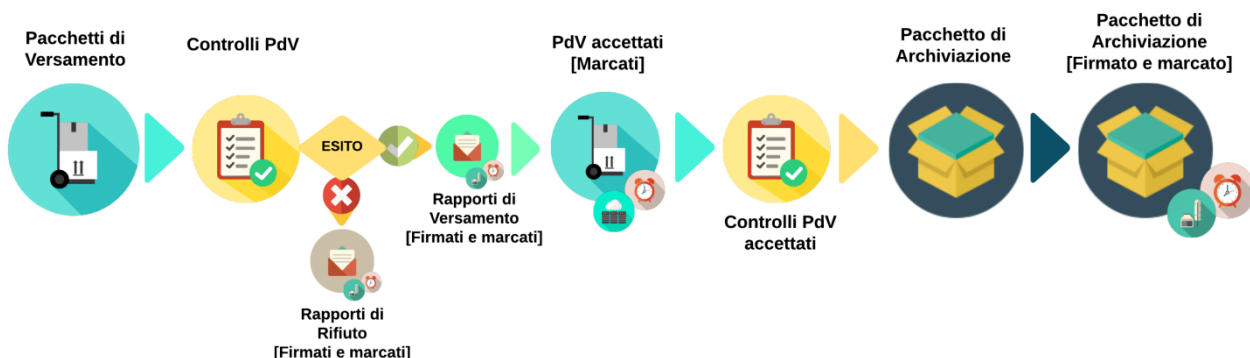 Pacchetti di
Versamento
Controlli PdV
ESITO
Rapporti di
Rifiuto
[Firmati e marcati]
Rapporti di
Versamento
[Firmati e marcati]
PdV accettati
[Marcati]
Controlli PdV
accettati
Pacchetto di
Archiviazione
Pacchetto di
Archiviazione
[Firmato e marcato]